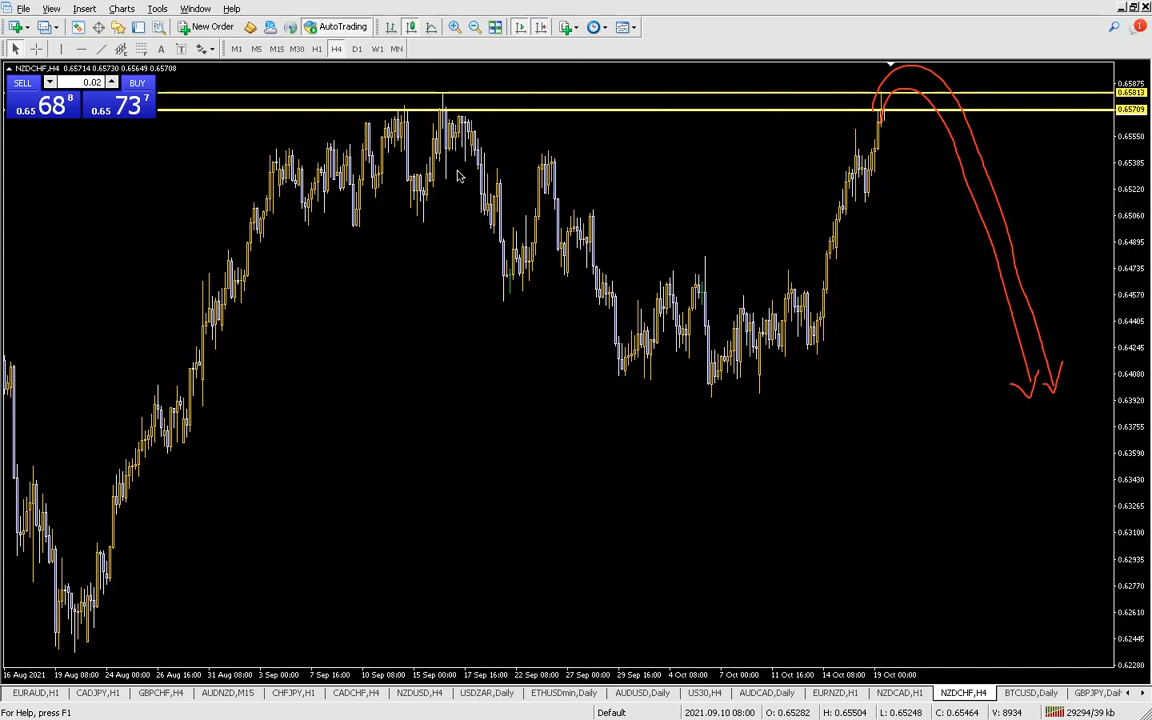 File View Insert Charts Tools Window Help
New Order AutoTrading 1
A T M1 M5 M15 M30 H1 H4 D1 W1 MN
NZDCHF,H4 0.65714 0.65730 0.65649 0.65708
SELL 0.02 BUY
0.65 68 8 0.65 73 7
0.65875
0.65813
0.65709
0.65550
0.65385
0.65220
0.65060
0.64895
0.64735
0.64570
0.64405
0.64245
0.64080
0.63920
0.63755
0.63590
0.63430
0.63265
0.63100
0.62935
0.62770
0.62610
0.62445
0.62280
16 Aug 2021 19 Aug 08:00 24 Aug 00:00 26 Aug 16:00 31 Aug 08:00 3 Sep 00:00 7 Sep 16:00 10 Sep 08:00 15 Sep 00:00 17 Sep 16:00 22 Sep 08:00 27 Sep 00:00 29 Sep 16:00 4 Oct 08:00 7 Oct 00:00 11 Oct 16:00 14 Oct 08:00 19 Oct 00:00
EURAUD,H1 CADJPY,H1 GBPCHF,H4 AUDNZD,M15 CHFJPY,H1 CADCHF,H4 NZDUSD,H4 USDZAR,Daily ETHUSDmin,Daily AUDUSD,Daily US30,H4 AUDCAD,Daily EURNZD,H1 NZDCAD,H1 NZDCHF,H4 BTCUSD,Daily GBPJPY,Dail
For Help, press F1 Default 2021.09.10 08:00 O: 0.65282 H: 0.65504 L: 0.65248 C: 0.65464 V: 8934 29294/39 kb